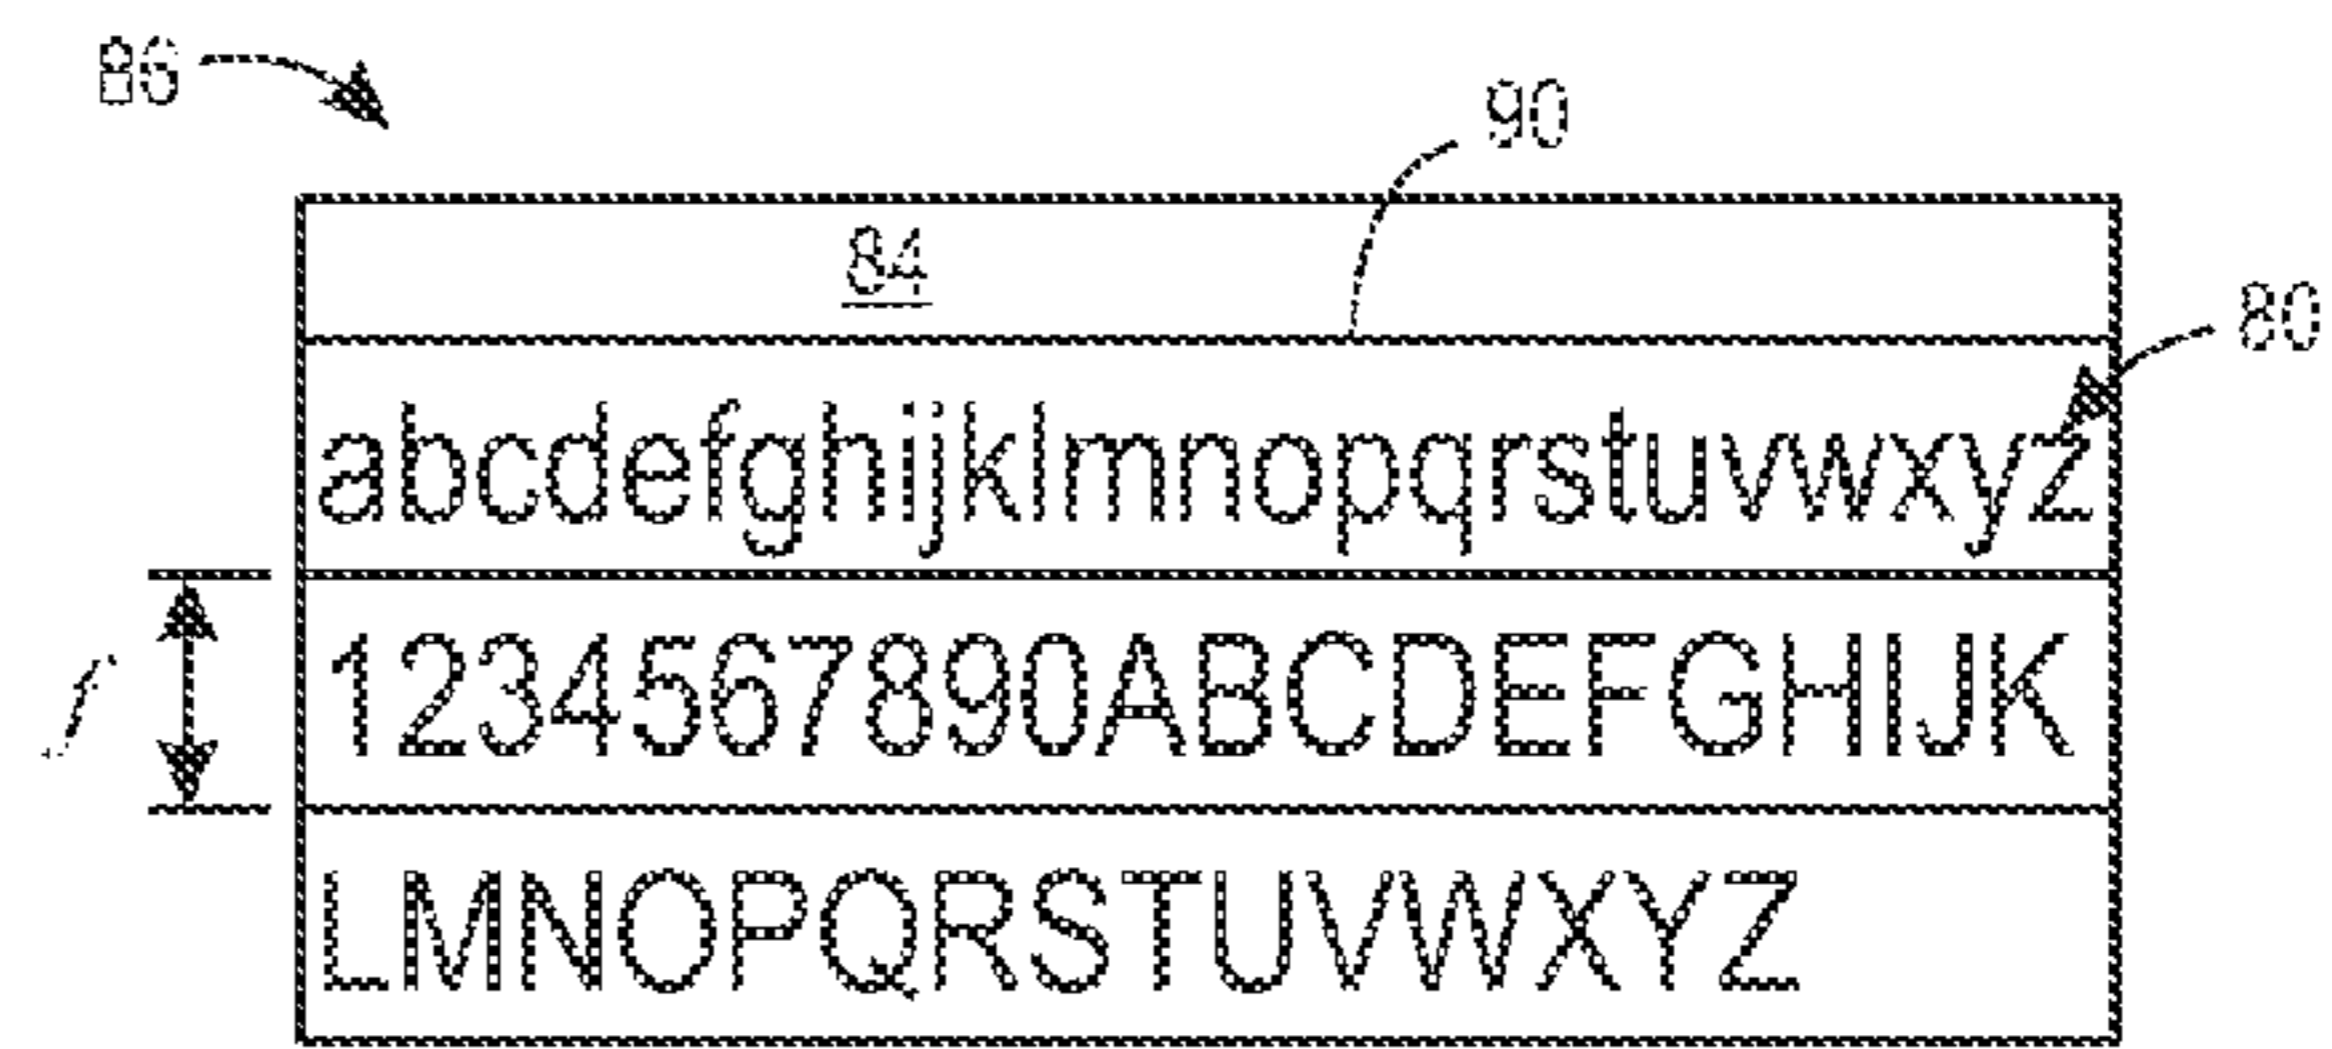 86
90
84
80
abcdefghijklmnopqrstuvwxyz
f
1234567890ABCDEFGHIJK
LMNOPQRSTUVWXYZ